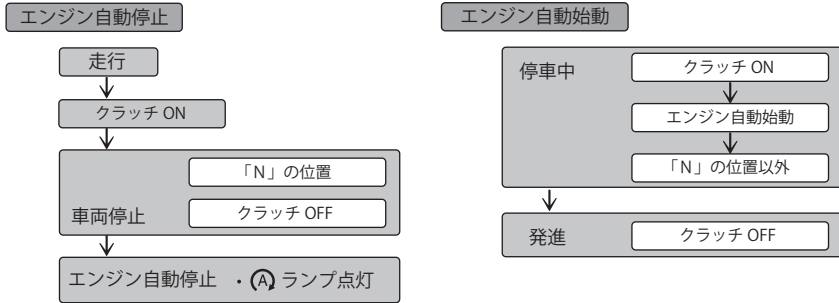 エンジン自動停止
走行
クラッチ ON
「N」の位置
車両停止
クラッチ OFF
エンジン自動停止 ・Ⓐ ランプ点灯
エンジン自動始動
停車中
クラッチ ON
エンジン自動始動
「N」の位置以外
発進
クラッチ OFF